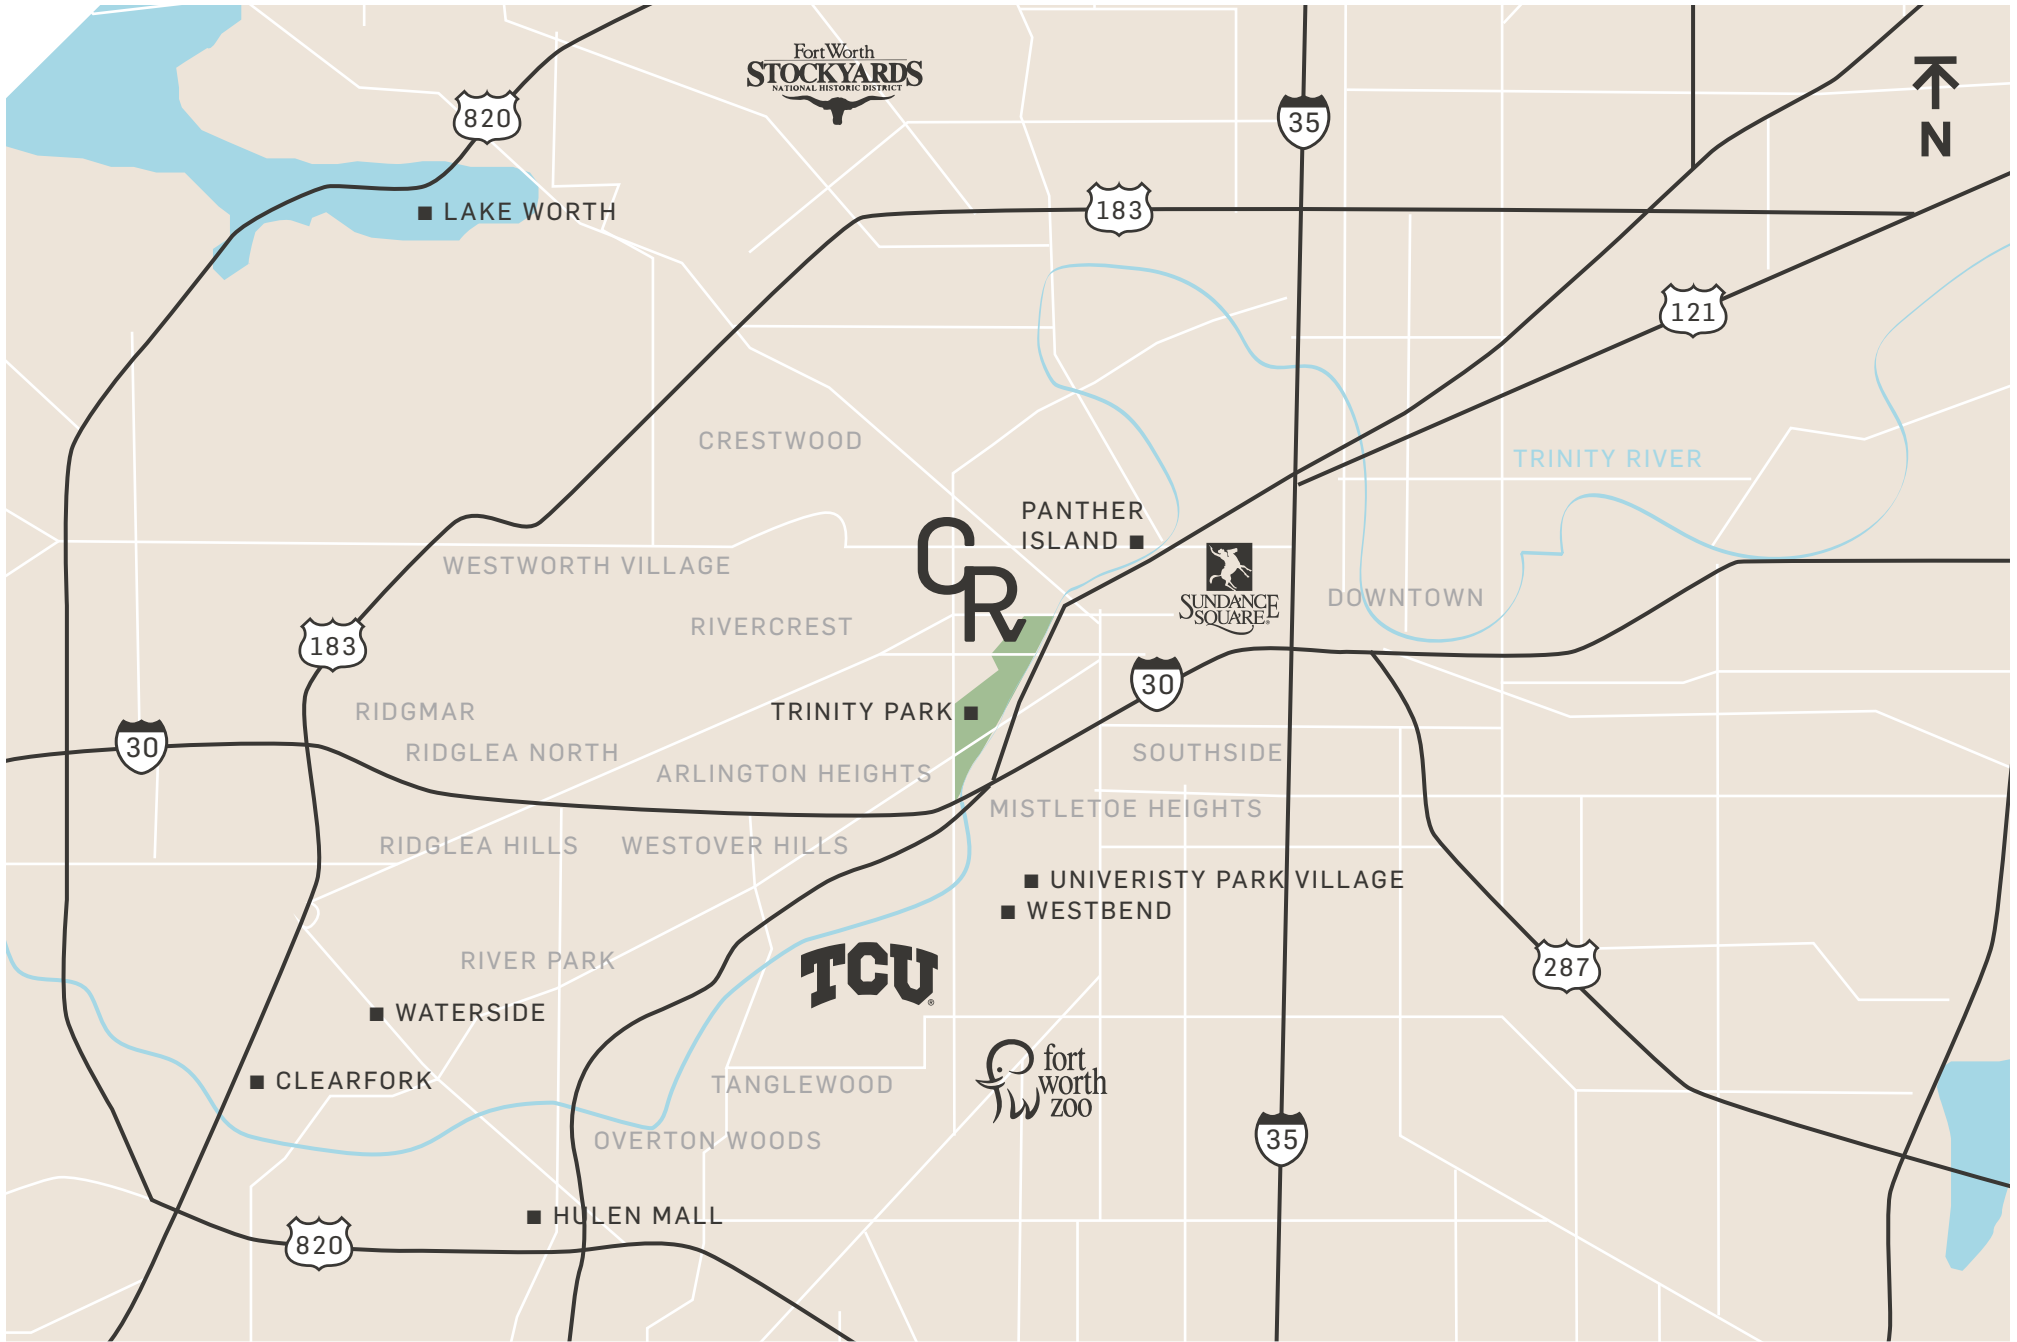 Fort Worth
STOCKYARDS
NATIONAL HISTORIC DISTRICT
820
35
N
LAKE WORTH
183
121
CRESTWOOD
TRINITY RIVER
PANTHER
ISLAND
CR
WESTWORTH VILLAGE
SUNDANCE
SQUARE®
DOWNTOWN
RIVERCREST
183
30
RIDGMAR
TRINITY PARK
30
RIDGLEA NORTH
SOUTHSIDE
ARLINGTON HEIGHTS
MISTLETOE HEIGHTS
RIDGLEA HILLS
WESTOVER HILLS
UNIVERISTY PARK VILLAGE
WESTBEND
RIVER PARK
TCU®
287
WATERSIDE
fort
worth
zoo
CLEARFORK
TANGLEWOOD
OVERTON WOODS
35
HULEN MALL
820